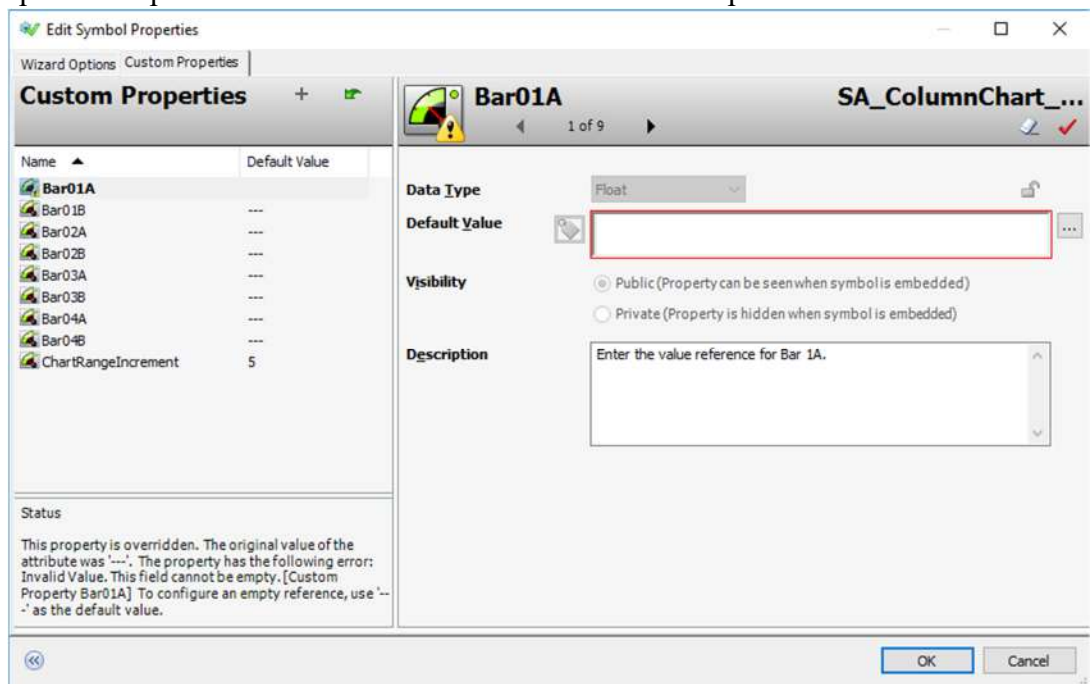 Edit Symbol Properties
Wizard Options Custom Properties
Custom Properties +
Name Default Value
Bar01A
Bar01B ---
Bar02A ---
Bar02B ---
Bar03A ---
Bar03B ---
Bar04A ---
Bar04B ---
ChartRangeIncrement 5
Status
This property is overridden. The original value of the
attribute was '---'. The property has the following error:
Invalid Value. This field cannot be empty. [Custom
Property Bar01A] To configure an empty reference, use '--
-' as the default value.
Bar01A SA_ColumnChart_...
1 of 9
Data Type Float
Default Value ...
Visibility Public (Property can be seen when symbol is embedded)
Private (Property is hidden when symbol is embedded)
Description Enter the value reference for Bar 1A.
OK Cancel